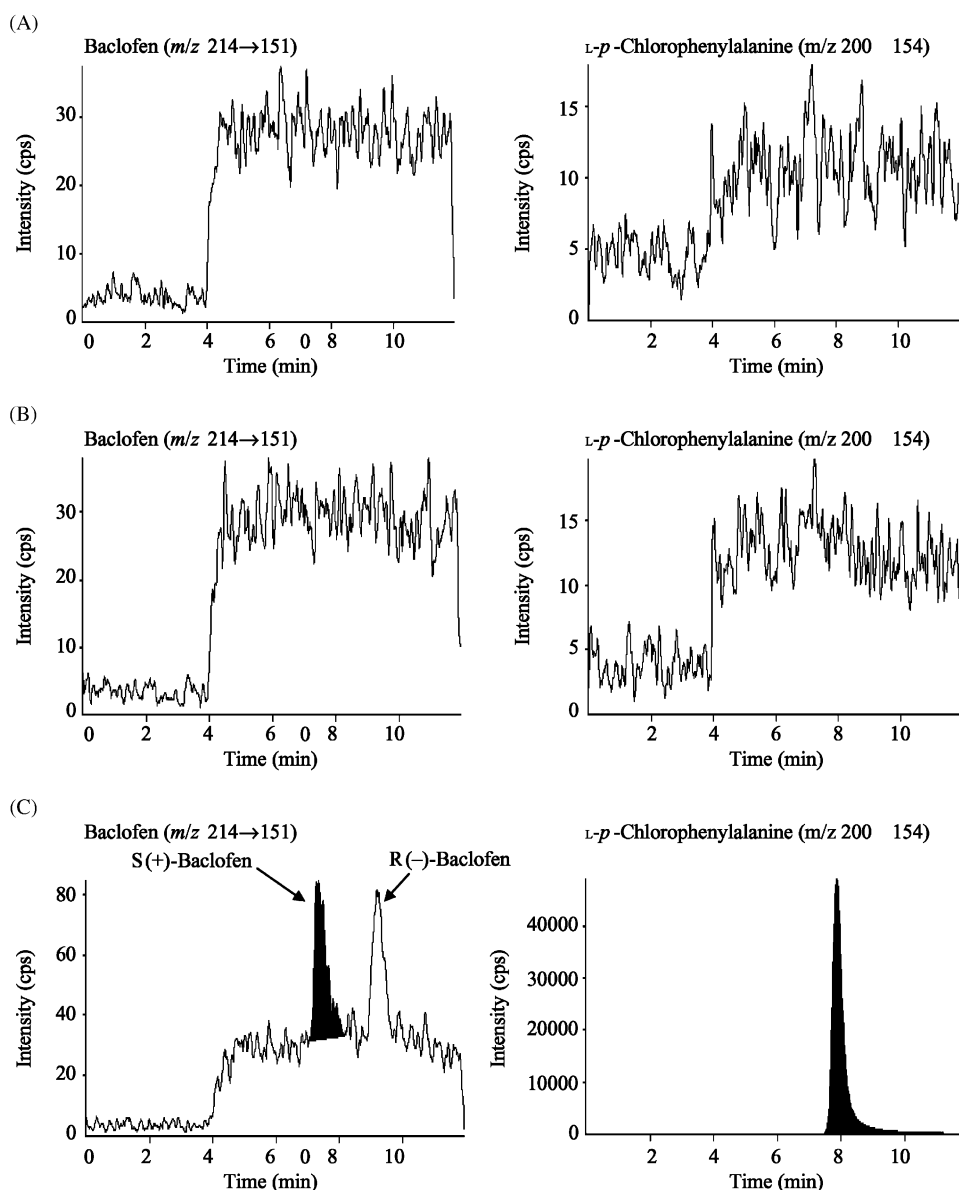 (A)
Baclofen (m/z 214→151)
L-p-Chlorophenylalanine (m/z 200 154)
Intensity (cps)
30
20
10
0
0 2 4 6 0 8 10
Time (min)
Intensity (cps)
15
10
5
0
2 4 6 8 10
Time (min)
(B)
Baclofen (m/z 214→151)
L-p-Chlorophenylalanine (m/z 200 154)
Intensity (cps)
30
20
10
0
0 2 4 6 0 8 10
Time (min)
Intensity (cps)
15
10
5
0
2 4 6 8 10
Time (min)
(C)
Baclofen (m/z 214→151)
L-p-Chlorophenylalanine (m/z 200 154)
S(+)-Baclofen
R(–)-Baclofen
Intensity (cps)
80
60
40
20
0
0 2 4 6 0 8 10
Time (min)
Intensity (cps)
40000
30000
20000
10000
0
2 4 6 8 10
Time (min)